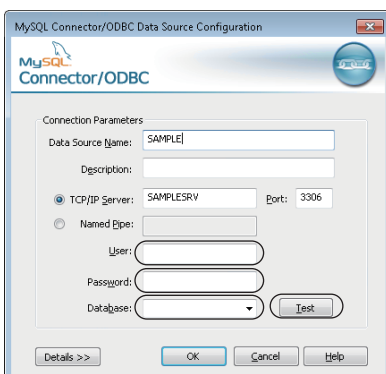 MySQL Connector/ODBC Data Source Configuration
MySQL
Connector/ODBC
Connection Parameters
Data Source Name: SAMPLE
Description:
TCP/IP Server: SAMPLESRV Port: 3306
Named Pipe:
User:
Password:
Database: Test
Details >> OK Cancel Help